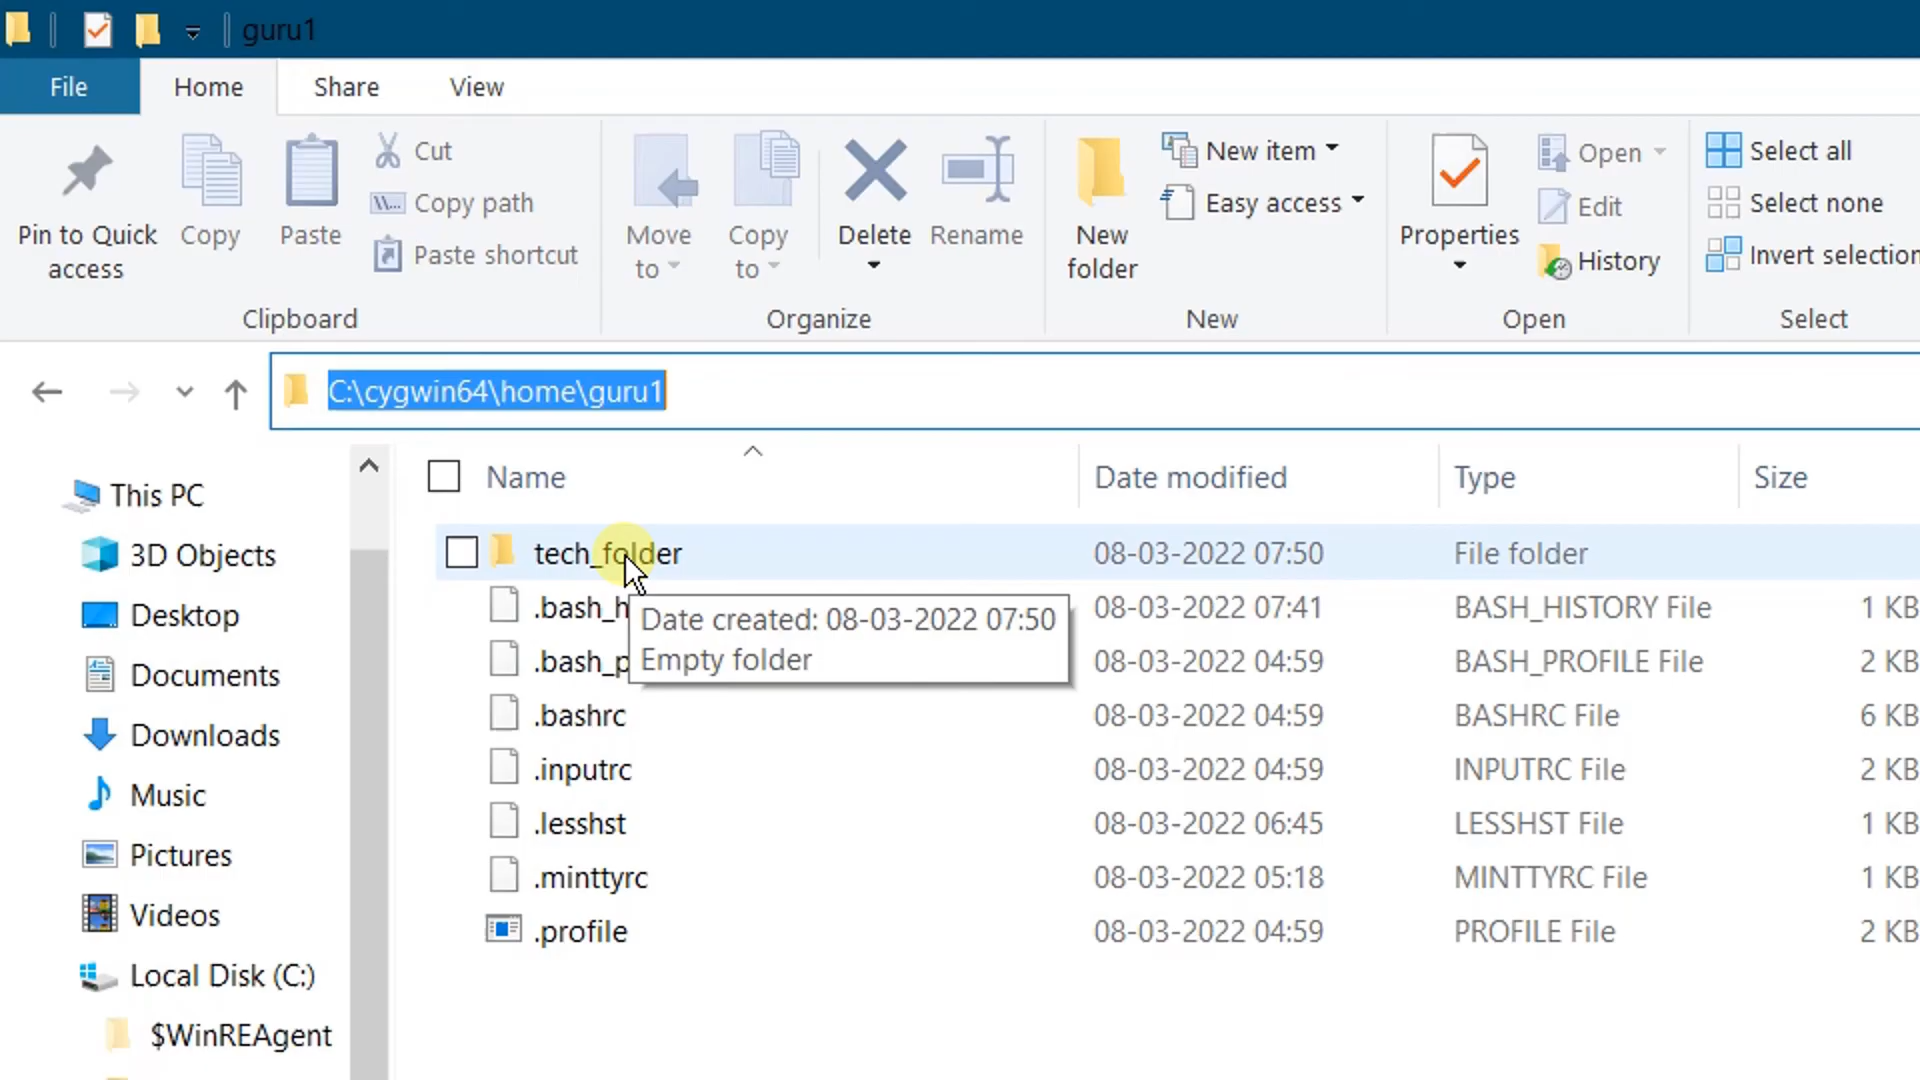 guru1
File Home Share View
Pin to Quick access
Copy
Paste
Cut
Copy path
Paste shortcut
Clipboard
Move to
Copy to
Delete
Rename
Organize
New folder
New item
Easy access
New
Properties
Open
Edit
History
Open
Select all
Select none
Invert selection
Select
C:\cygwin64\home\guru1
This PC
3D Objects
Desktop
Documents
Downloads
Music
Pictures
Videos
Local Disk (C:)
$WinREAgent
Name Date modified Type Size
tech_folder 08-03-2022 07:50 File folder
.bash_h 08-03-2022 07:41 BASH_HISTORY File 1 KB
.bash_p 08-03-2022 04:59 BASH_PROFILE File 2 KB
.bashrc 08-03-2022 04:59 BASHRC File 6 KB
.inputrc 08-03-2022 04:59 INPUTRC File 2 KB
.lesshst 08-03-2022 06:45 LESSHST File 1 KB
.minttyrc 08-03-2022 05:18 MINTTYRC File 1 KB
.profile 08-03-2022 04:59 PROFILE File 2 KB
Date created: 08-03-2022 07:50
Empty folder